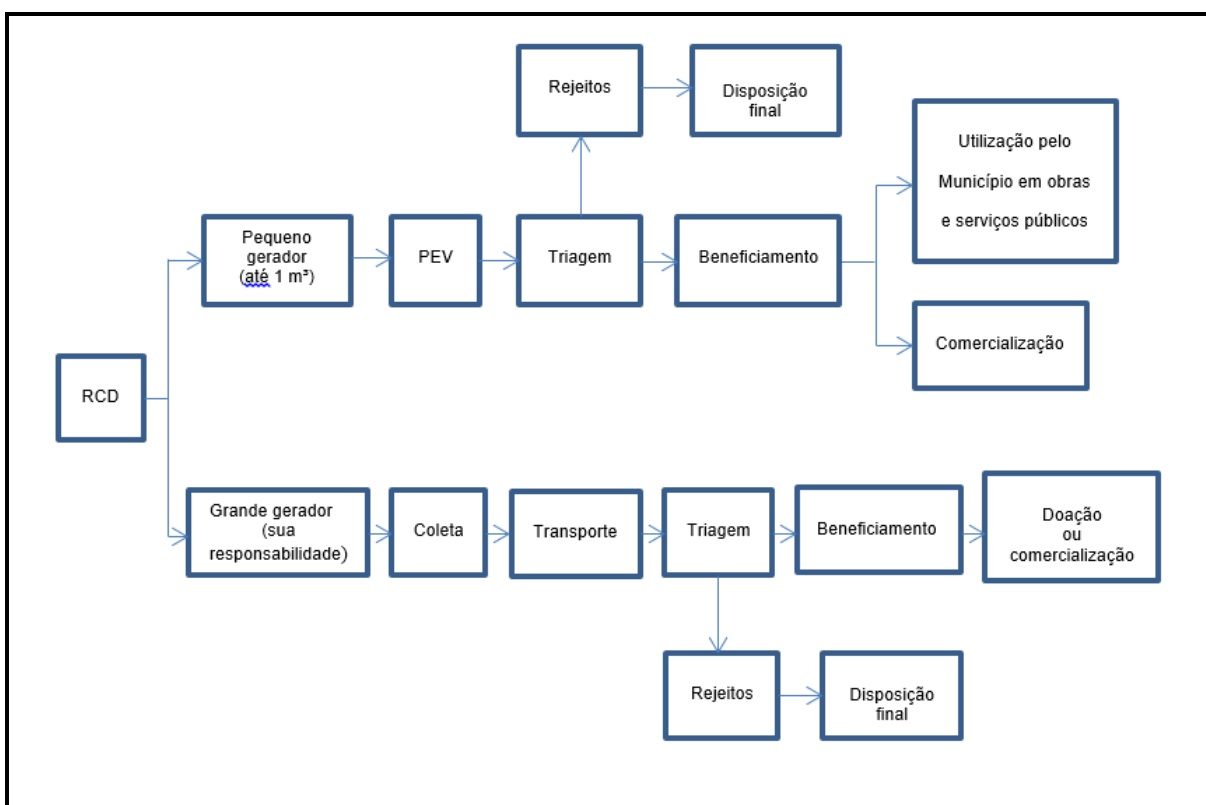 Rejeitos
Disposição
final
Utilização pelo
Município em obras
e serviços públicos
Pequeno
gerador
(até 1 m³)
PEV
Triagem
Beneficiamento
Comercialização
RCD
Grande gerador
(sua
responsabilidade)
Coleta
Transporte
Triagem
Beneficiamento
Doação
ou
comercialização
Rejeitos
Disposição
final